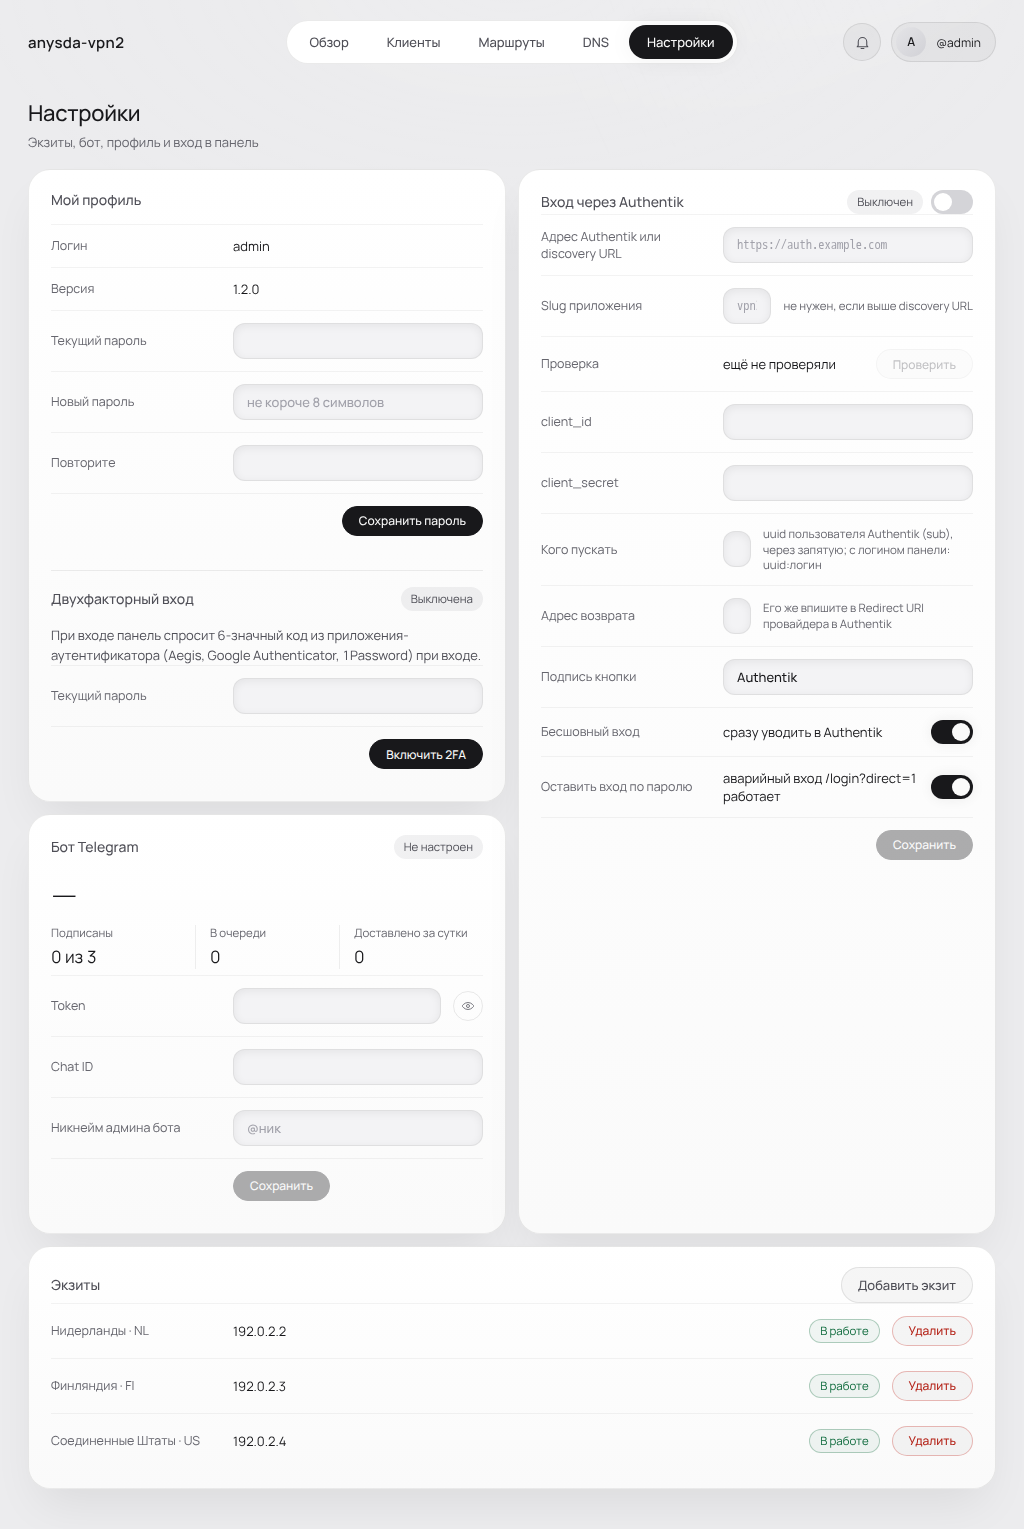 anysda-vpn2
Обзор
Клиенты
Маршруты
DNS
Настройки
A
@admin
Настройки
Экзиты, бот, профиль и вход в панель
Мой профиль
Логин
admin
Версия
1.2.0
Текущий пароль
Новый пароль
не короче 8 символов
Повторите
Сохранить пароль
Двухфакторный вход
Выключена
При входе панель спросит 6-значный код из приложения-
аутентификатора (Aegis, Google Authenticator, 1Password) при входе.
Текущий пароль
Включить 2FA
Вход через Authentik
Выключен
Адрес Authentik или
discovery URL
https://auth.example.com
Slug приложения
vpn
не нужен, если выше discovery URL
Проверка
ещё не проверяли
Проверить
client_id
client_secret
Кого пускать
uuid пользователя Authentik (sub),
через запятую; с логином панели:
uuid:логин
Адрес возврата
Его же впишите в Redirect URI
провайдера в Authentik
Подпись кнопки
Authentik
Бесшовный вход
сразу уводить в Authentik
Оставить вход по паролю
аварийный вход /login?direct=1
работает
Сохранить
Бот Telegram
Не настроен
—
Подписаны
0 из 3
В очереди
0
Доставлено за сутки
0
Token
Chat ID
Никнейм админа бота
@ник
Сохранить
Экзиты
Добавить экзит
Нидерланды · NL
192.0.2.2
В работе
Удалить
Финляндия · FI
192.0.2.3
В работе
Удалить
Соединенные Штаты · US
192.0.2.4
В работе
Удалить